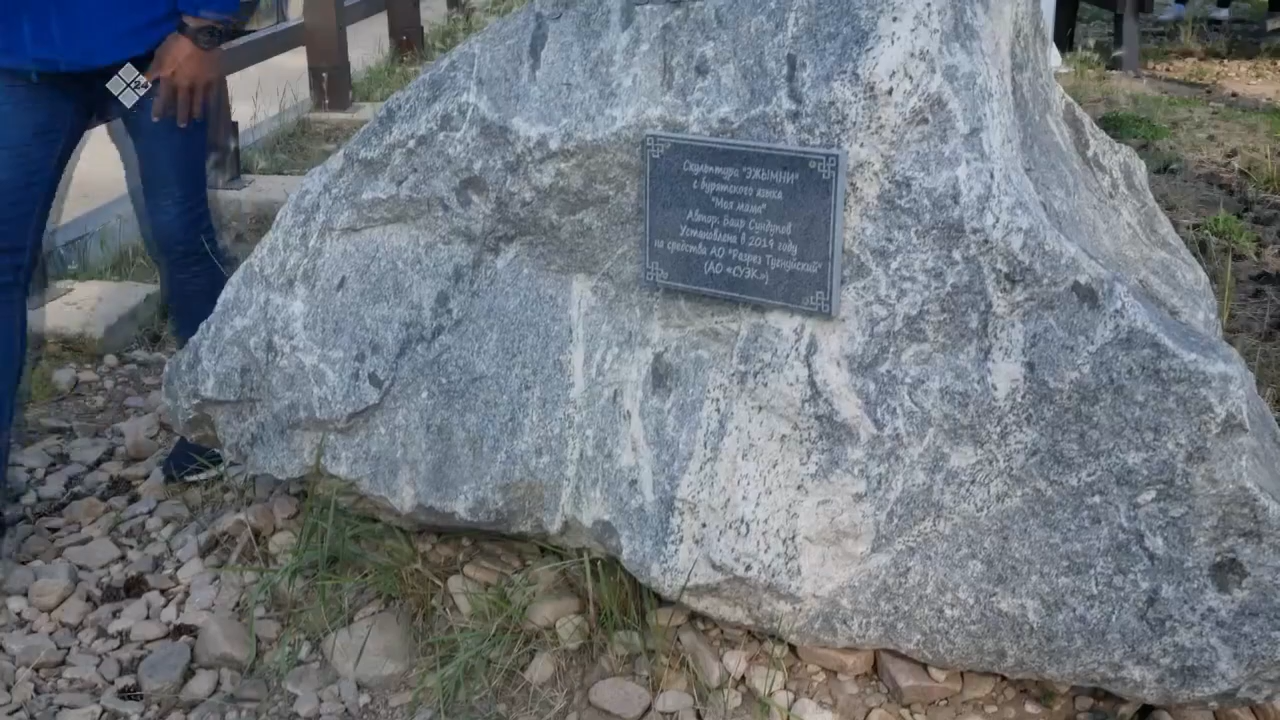 24
Скульптура "ЭЖЫМНИ"
с бурятского языка
"Моя мама"
Автор: Баир Сундупов
Установлена в 2019 году
на средства АО "Разрез Тугнуйский"
(АО «СУЭК»)